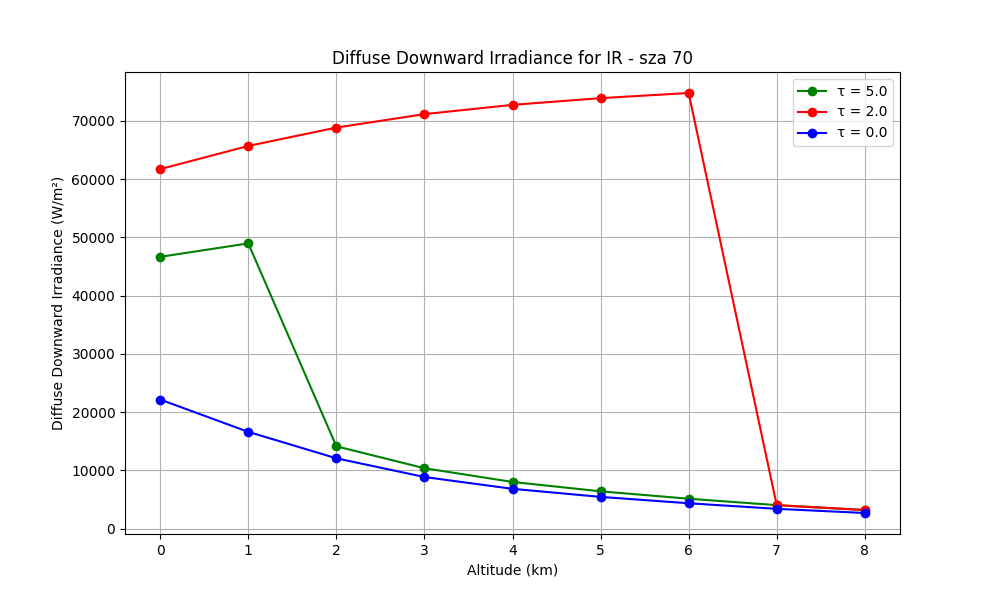 Diffuse Downward Irradiance for IR - sza 70
τ = 5.0
τ = 2.0
τ = 0.0
Diffuse Downward Irradiance (W/m²)
70000
60000
50000
40000
30000
20000
10000
0
0 1 2 3 4 5 6 7 8
Altitude (km)